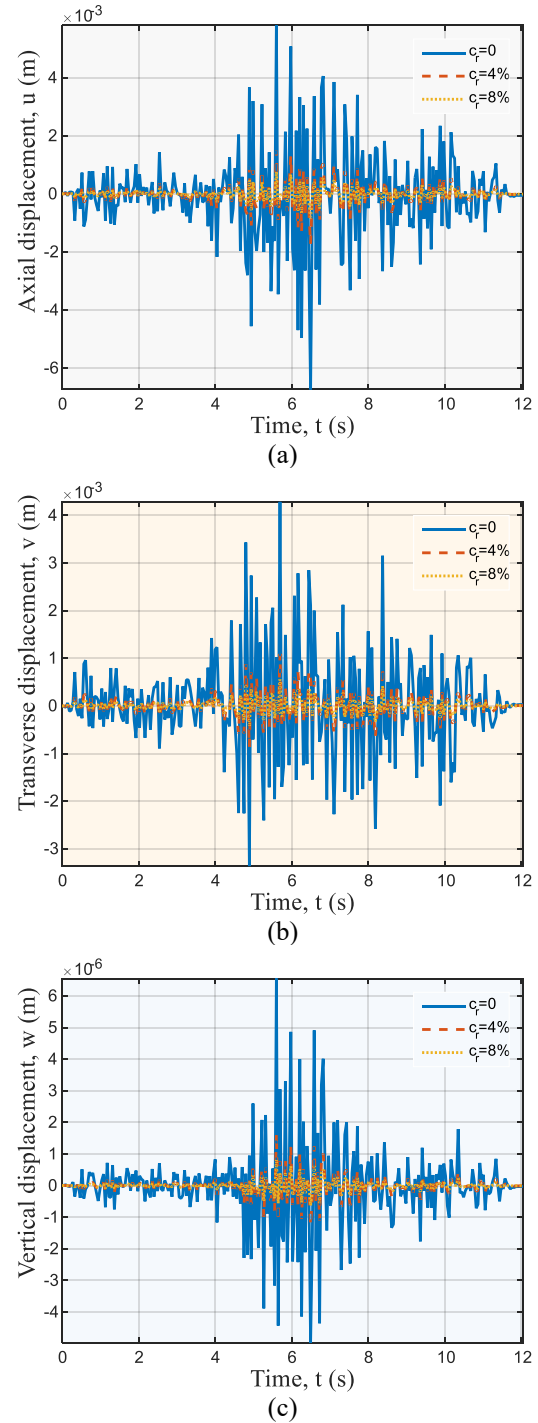 ×10-3
Axial displacement, u (m)
4
2
0
-2
-4
-6
c_r=0
c_r=4%
c_r=8%
0 2 4 6 8 10 12
Time, t (s)
(a)
×10-3
Transverse displacement, v (m)
4
3
2
1
0
-1
-2
-3
c_r=0
c_r=4%
c_r=8%
0 2 4 6 8 10 12
Time, t (s)
(b)
×10-6
Vertical displacement, w (m)
6
5
4
3
2
1
0
-1
-2
-3
-4
c_r=0
c_r=4%
c_r=8%
0 2 4 6 8 10 12
Time, t (s)
(c)